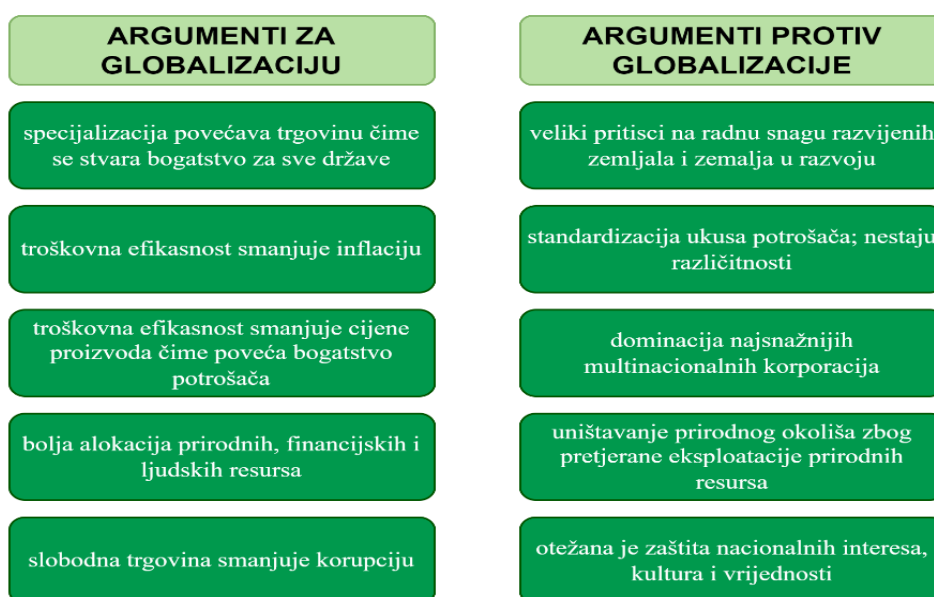 ARGUMENTI ZA
GLOBALIZACIJU
specijalizacija povećava trgovinu čime
se stvara bogatstvo za sve države
troškovna efikasnost smanjuje inflaciju
troškovna efikasnost smanjuje cijene
proizvoda čime poveća bogatstvo
potrošača
bolja alokacija prirodnih, financijskih i
ljudskih resursa
slobodna trgovina smanjuje korupciju
ARGUMENTI PROTIV
GLOBALIZACIJE
veliki pritisci na radnu snagu razvijenih
zemljala i zemalja u razvoju
standardizacija ukusa potrošača; nestaju
različitnosti
dominacija najsnažnijih
multinacionalnih korporacija
uništavanje prirodnog okoliša zbog
pretjerane eksploatacije prirodnih
resursa
otežana je zaštita nacionalnih interesa,
kultura i vrijednosti